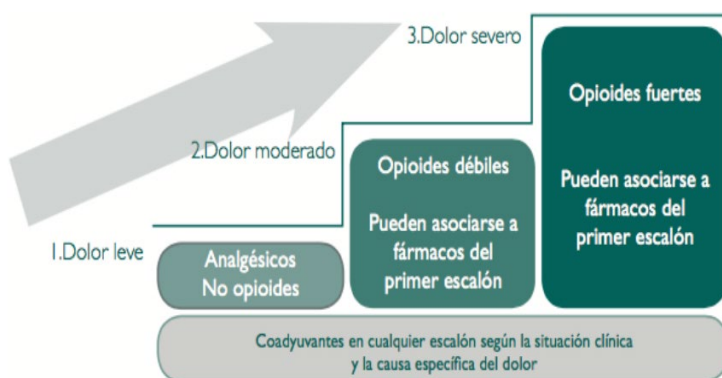 3.Dolor severo
Opioides fuertes
Pueden asociarse a
fármacos del
primer escalón
2.Dolor moderado
Opioides débiles
Pueden asociarse a
fármacos del
primer escalón
1.Dolor leve
Analgésicos
No opioides
Coadyuvantes en cualquier escalón según la situación clínica
y la causa específica del dolor